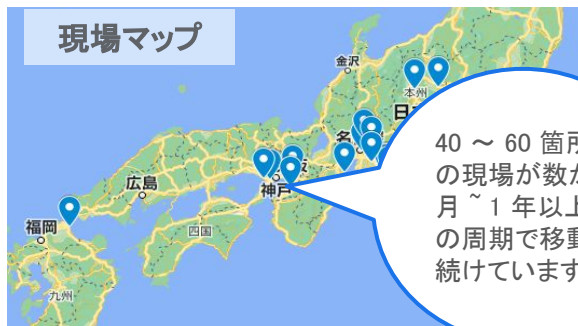 現場マップ
金沢
本州
日
名
広島
神戸
福岡
四国
九州
40 ～ 60 箇所
の現場が数か
月 ~ 1 年以上
の周期で移動
続けています